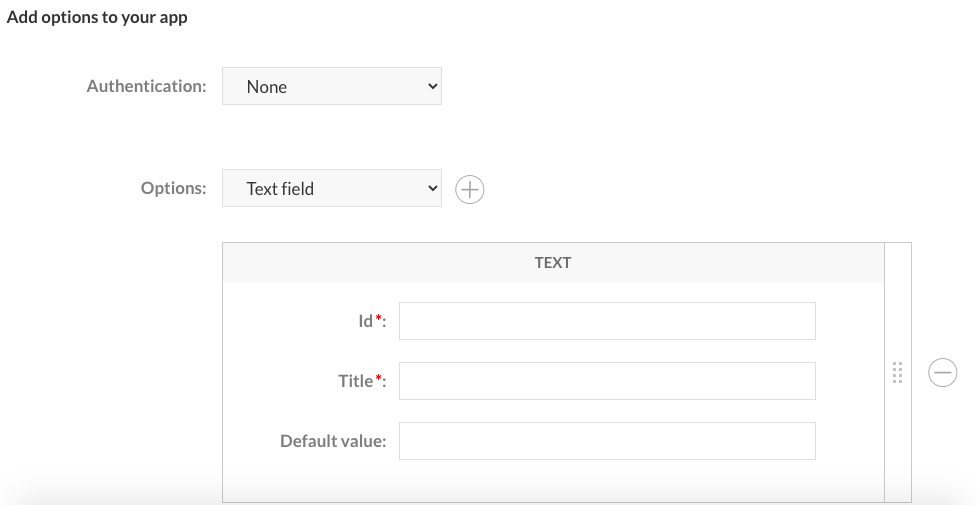 Add options to your app
Authentication: None
Options: Text field
TEXT
Id*:
Title*:
Default value: